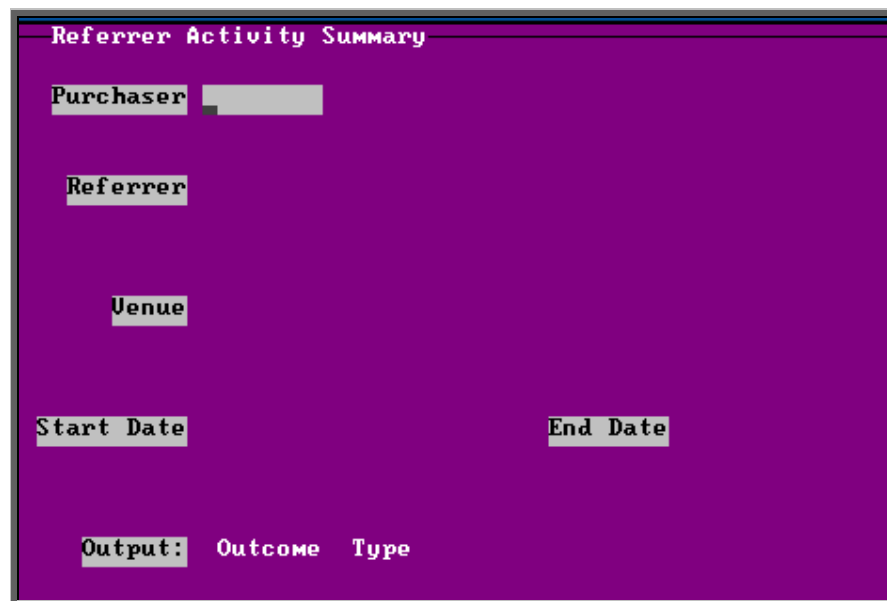 Referrer Activity Summary
Purchaser
Referrer
Venue
Start Date End Date
Output: Outcome Type